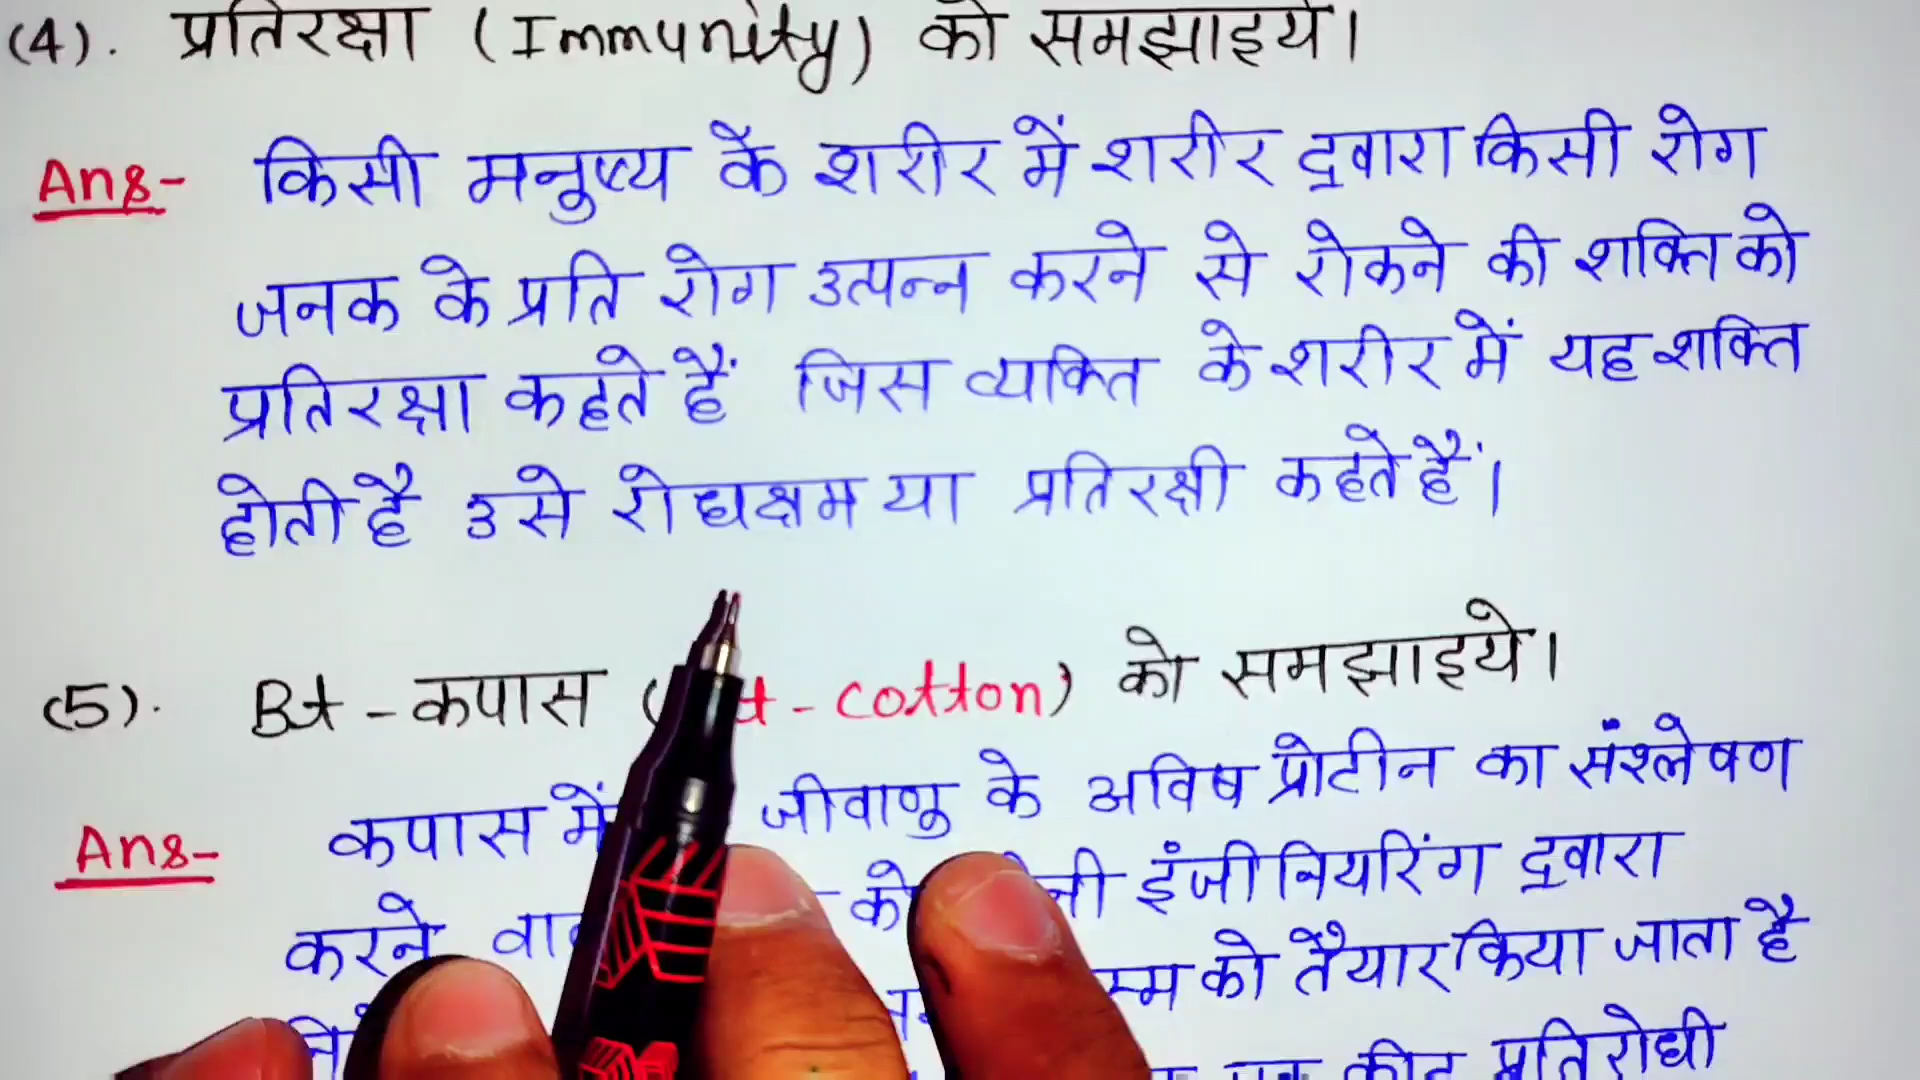 (4). प्रतिरक्षा (Immunity) को समझाइये।
Ans- किसी मनुष्य के शरीर में शरीर द्वारा किसी रोग
जनक के प्रति रोग उत्पन्न करने से रोकने की शक्ति को
प्रतिरक्षा कहते हैं जिस व्यक्ति के शरीर में यह शक्ति
होती है उसे रोधक्षम या प्रतिरक्षी कहते हैं।
(5). Bt - कपास ( - cotton) को समझाइये।
Ans- कपास में जीवाणु के अविष प्रोटीन का संश्लेषण
करने को इंजीनियरिंग द्वारा
को तैयार किया जाता है
कीट प्रतिरोधी